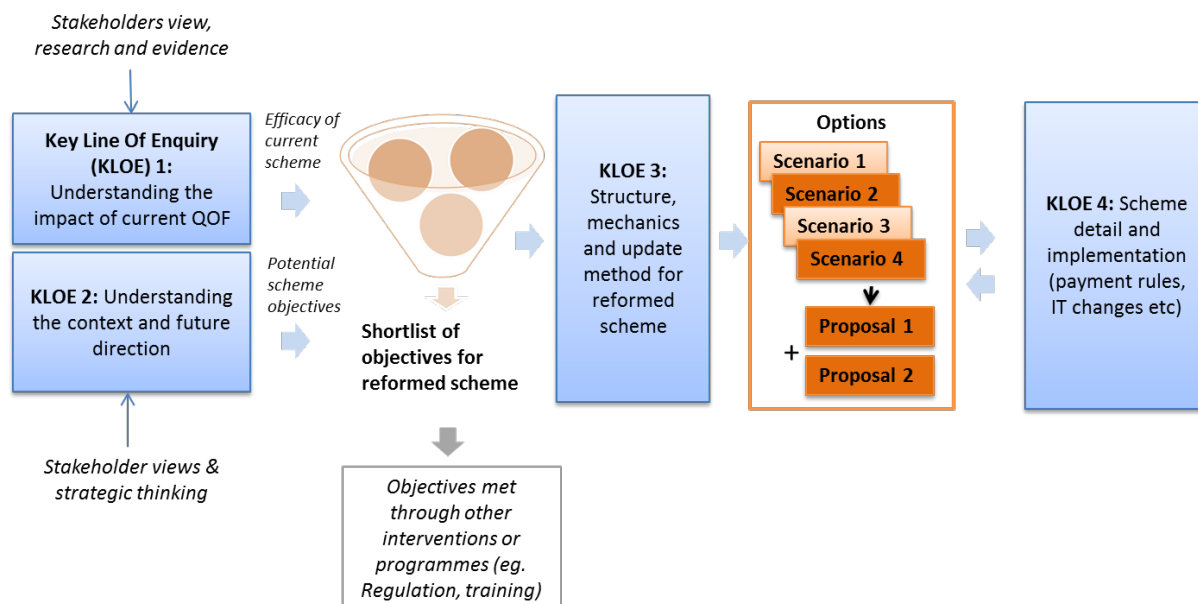 Stakeholders view,
research and evidence
Key Line Of Enquiry
(KLOE) 1:
Understanding the
impact of current QOF
Efficacy of
current
scheme
KLOE 2: Understanding
the context and future
direction
Potential
scheme
objectives
Stakeholder views &
strategic thinking
Shortlist of
objectives for
reformed scheme
Objectives met
through other
interventions or
programmes (eg.
Regulation, training)
KLOE 3:
Structure,
mechanics
and update
method for
reformed
scheme
Options
Scenario 1
Scenario 2
Scenario 3
Scenario 4
Proposal 1
+
Proposal 2
KLOE 4: Scheme
detail and
implementation
(payment rules,
IT changes etc)